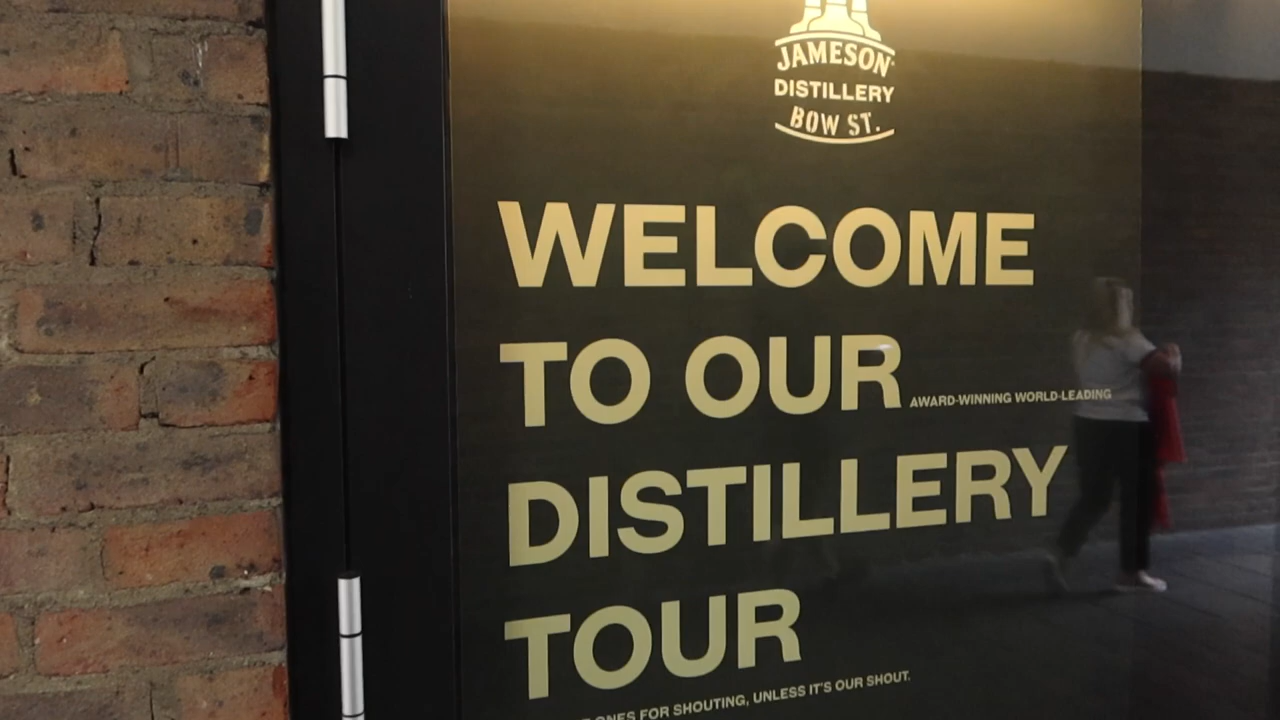 JAMESON
DISTILLERY
BOW ST.
WELCOME
TO OUR AWARD-WINNING WORLD-LEADING
DISTILLERY
TOUR
ONES FOR SHOUTING, UNLESS IT'S OUR SHOUT.